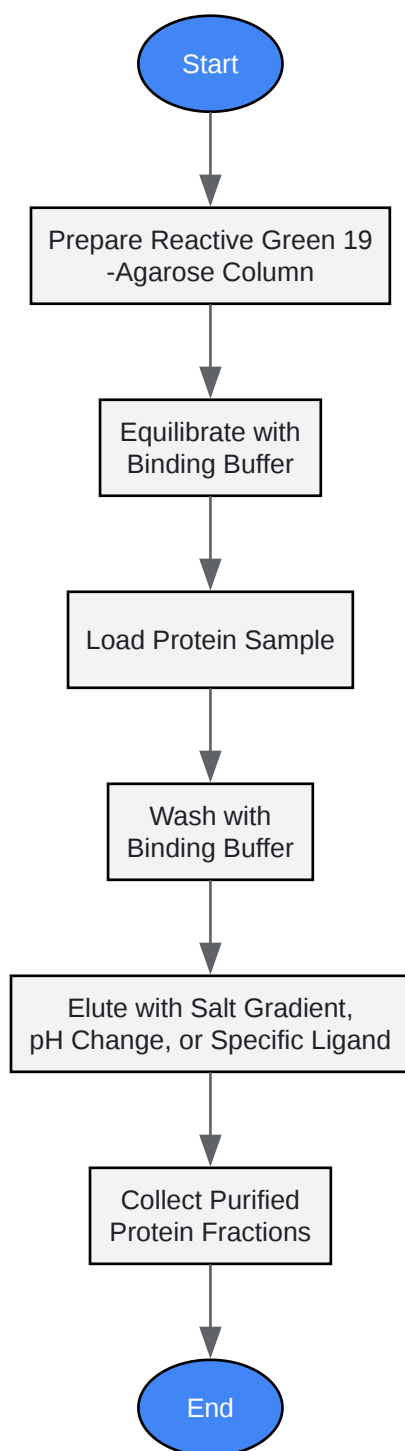 Start
Prepare Reactive Green 19
-Agarose Column
Equilibrate with
Binding Buffer
Load Protein Sample
Wash with
Binding Buffer
Elute with Salt Gradient,
pH Change, or Specific Ligand
Collect Purified
Protein Fractions
End